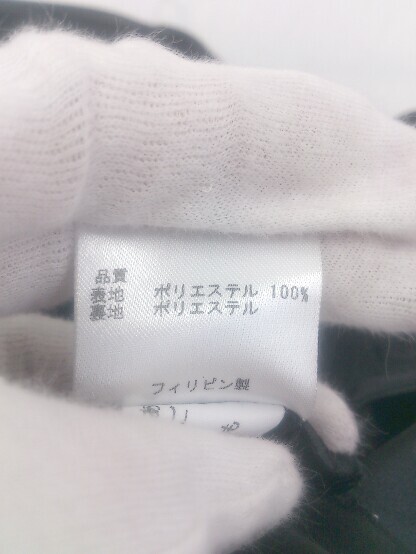 品質
表地 ポリエステル 100%
裏地 ポリエステル
フィリピン製